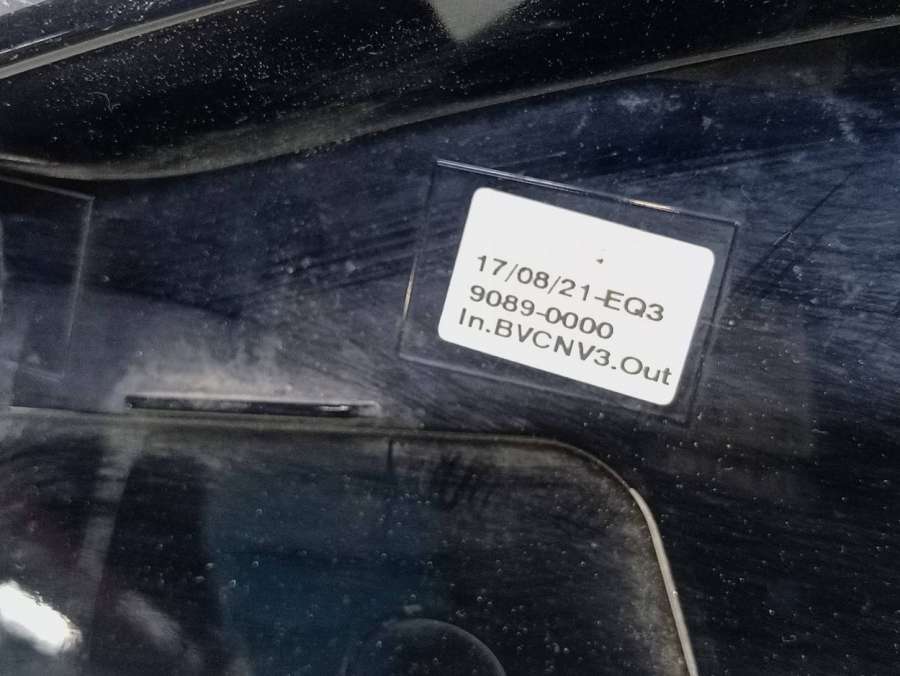 17/08/21-EQ3
9089-0000
In.BVCNV3.Out